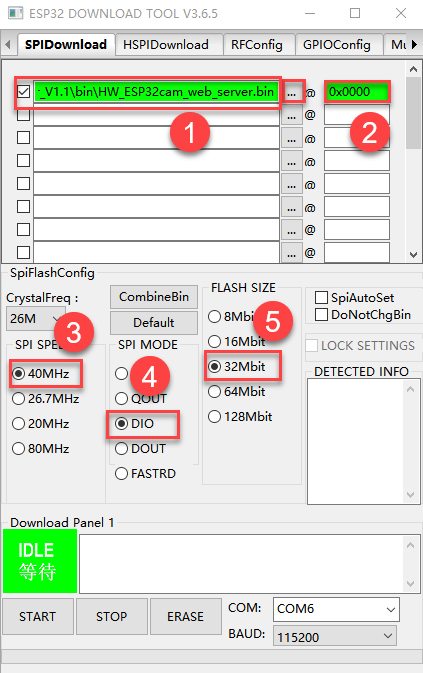 ESP32 DOWNLOAD TOOL V3.6.5
SPIDownload HSPIDownload RFConfig GPIOConfig Mu
:_V1.1\bin\HW_ESP32cam_web_server.bin ... @ 0x0000
1 2
... @
... @
... @
... @
... @
... @
... @
SpiFlashConfig
CrystalFreq :
26M
CombineBin
Default
3
SPI SPEED
40MHz
26.7MHz
20MHz
80MHz
SPI MODE
4
QOUT
DIO
DOUT
FASTRD
FLASH SIZE
5
8Mbit
16Mbit
32Mbit
64Mbit
128Mbit
SpiAutoSet
DoNotChgBin
LOCK SETTINGS
DETECTED INFO
Download Panel 1
IDLE
等待
START STOP ERASE
COM: COM6
BAUD: 115200